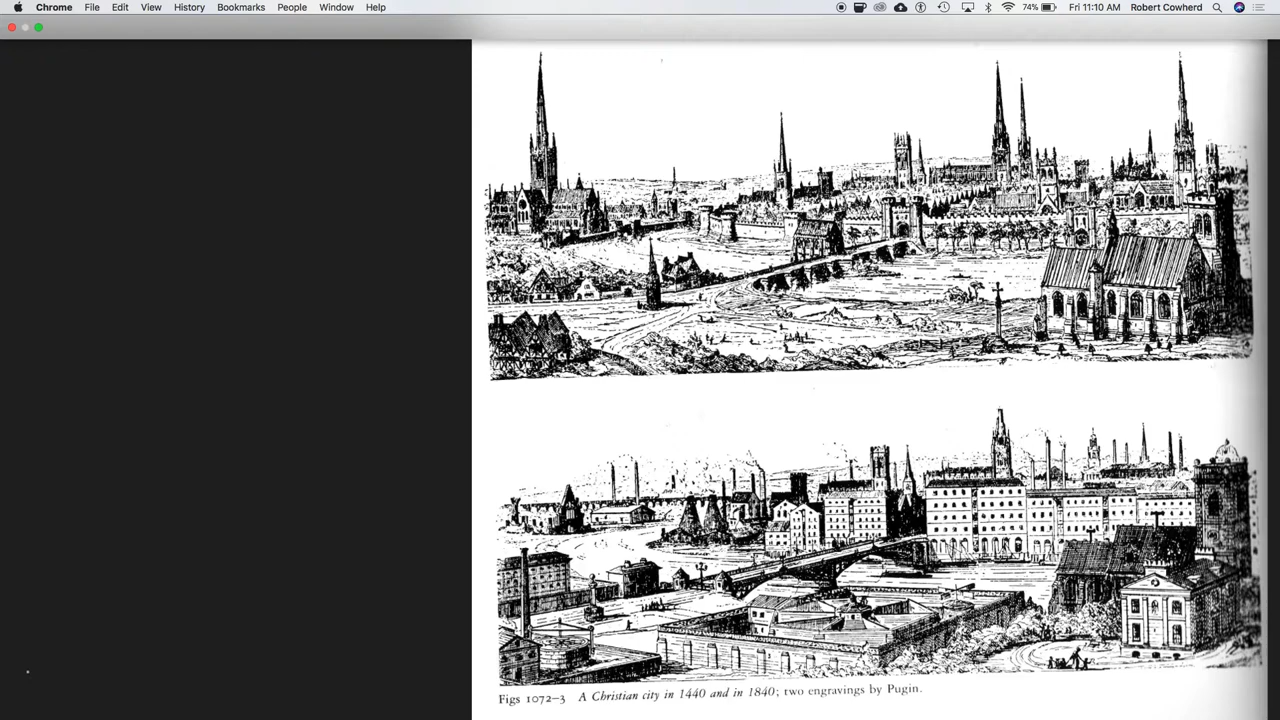 Chrome File Edit View History Bookmarks People Window Help 74% Fri 11:10 AM Robert Cowherd
Figs 1072–3 A Christian city in 1440 and in 1840; two engravings by Pugin.